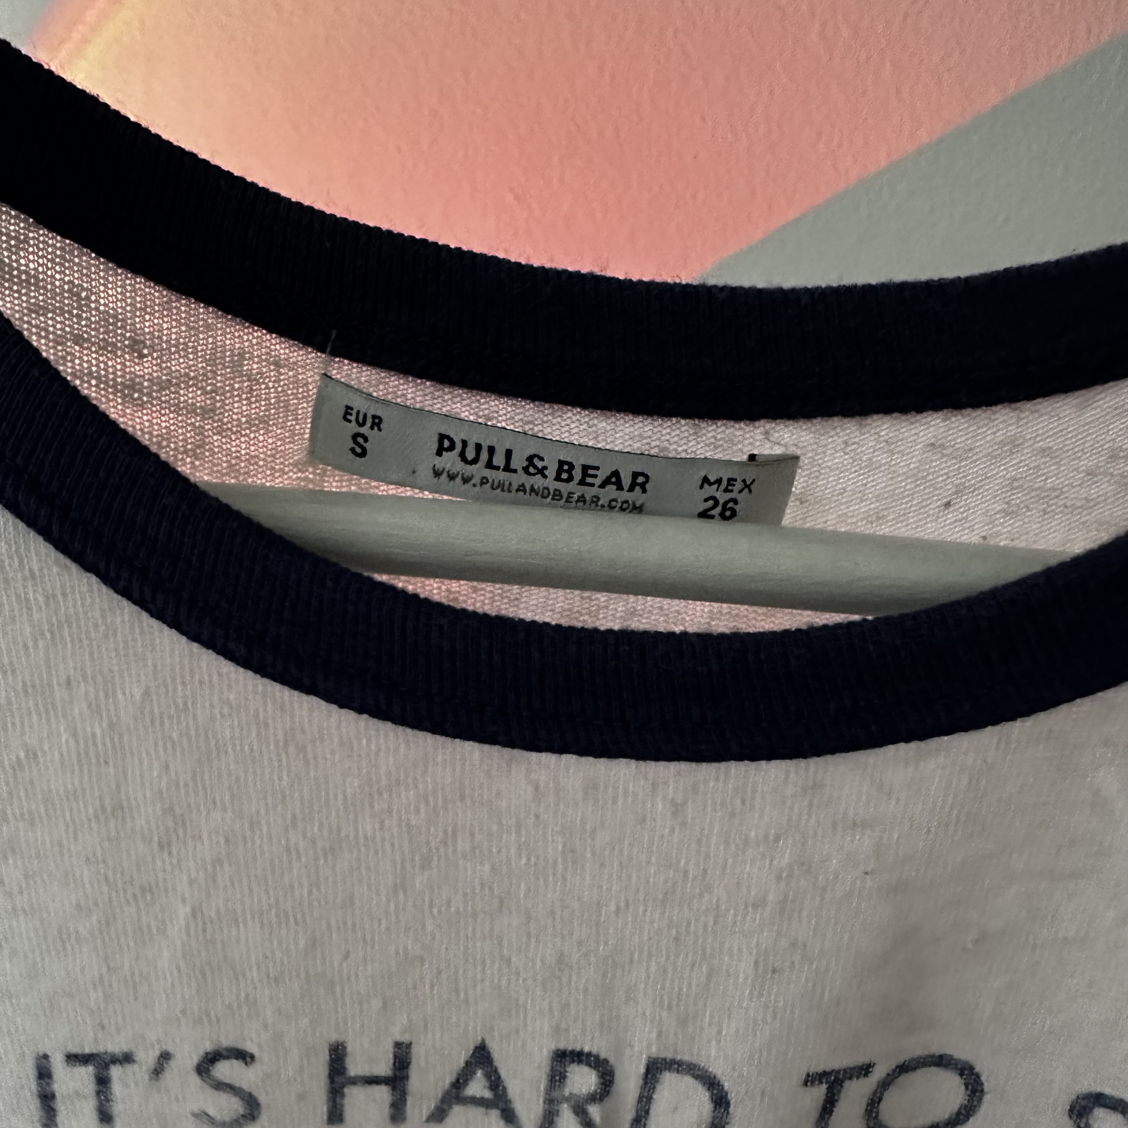 EUR
S
PULL&BEAR
WWW.PULLANDBEAR.COM
MEX
26
IT'S HARD TO